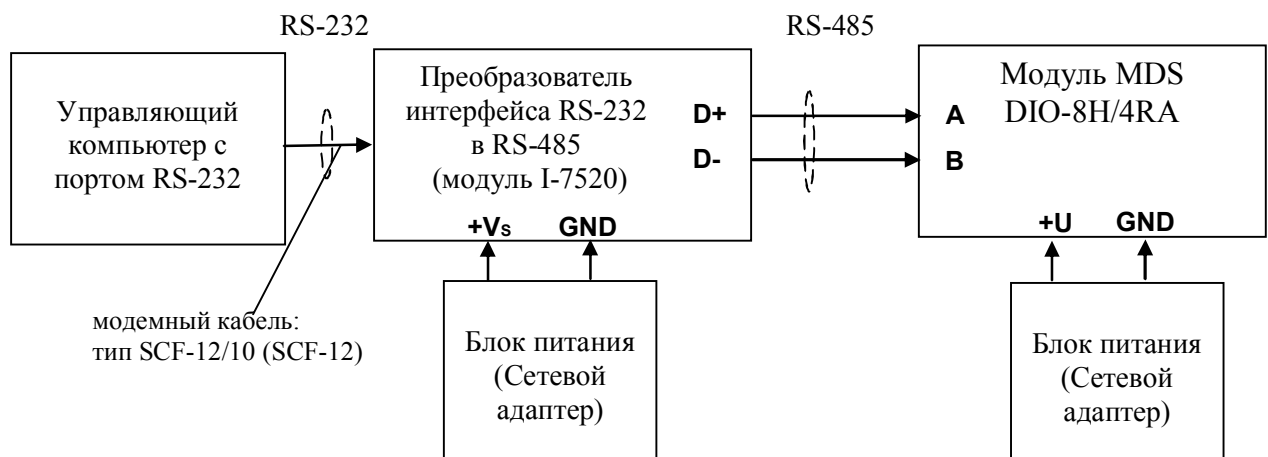 RS-232
RS-485
Управляющий
компьютер с
портом RS-232
Преобразователь
интерфейса RS-232
в RS-485
(модуль I-7520)
D+
D-
+Vs
GND
Модуль MDS
DIO-8H/4RA
A
B
+U
GND
модемный кабель:
тип SCF-12/10 (SCF-12)
Блок питания
(Сетевой
адаптер)
Блок питания
(Сетевой
адаптер)